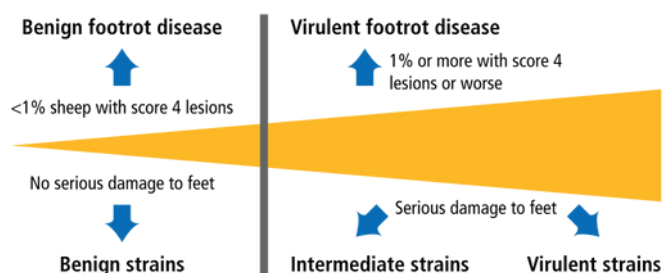 Benign footrot disease
Virulent footrot disease
<1% sheep with score 4 lesions
1% or more with score 4
lesions or worse
No serious damage to feet
Serious damage to feet
Benign strains
Intermediate strains
Virulent strains